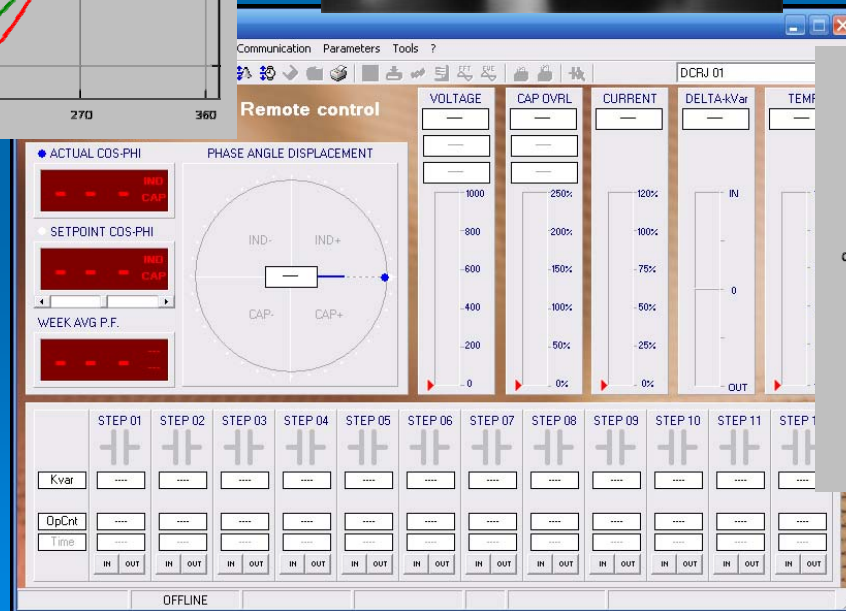 270 360
Communication Parameters Tools ?
DCRJ 01
Remote control
VOLTAGE CAP OVRL CURRENT DELTA-kVar
ACTUAL COS-PHI PHASE ANGLE DISPLACEMENT
IND
CAP
SETPOINT COS-PHI
IND
CAP
WEEK AVG P.F.
IND- IND+
CAP- CAP+
1000 250% 120% IN
800 200% 100%
600 150% 75%
0
400 100% 50%
200 50% 25%
0 0% 0% OUT
STEP 01 STEP 02 STEP 03 STEP 04 STEP 05 STEP 06 STEP 07 STEP 08 STEP 09 STEP 10 STEP 11 STEP
Kvar ---- ---- ---- ---- ---- ---- ---- ---- ---- ---- ---- ----
OpCnt ---- ---- ---- ---- ---- ---- ---- ---- ---- ---- ---- ----
Time ---- ---- ---- ---- ---- ---- ---- ---- ---- ---- ---- ----
IN OUT IN OUT IN OUT IN OUT IN OUT IN OUT IN OUT IN OUT IN OUT IN OUT IN OUT IN OUT
OFFLINE